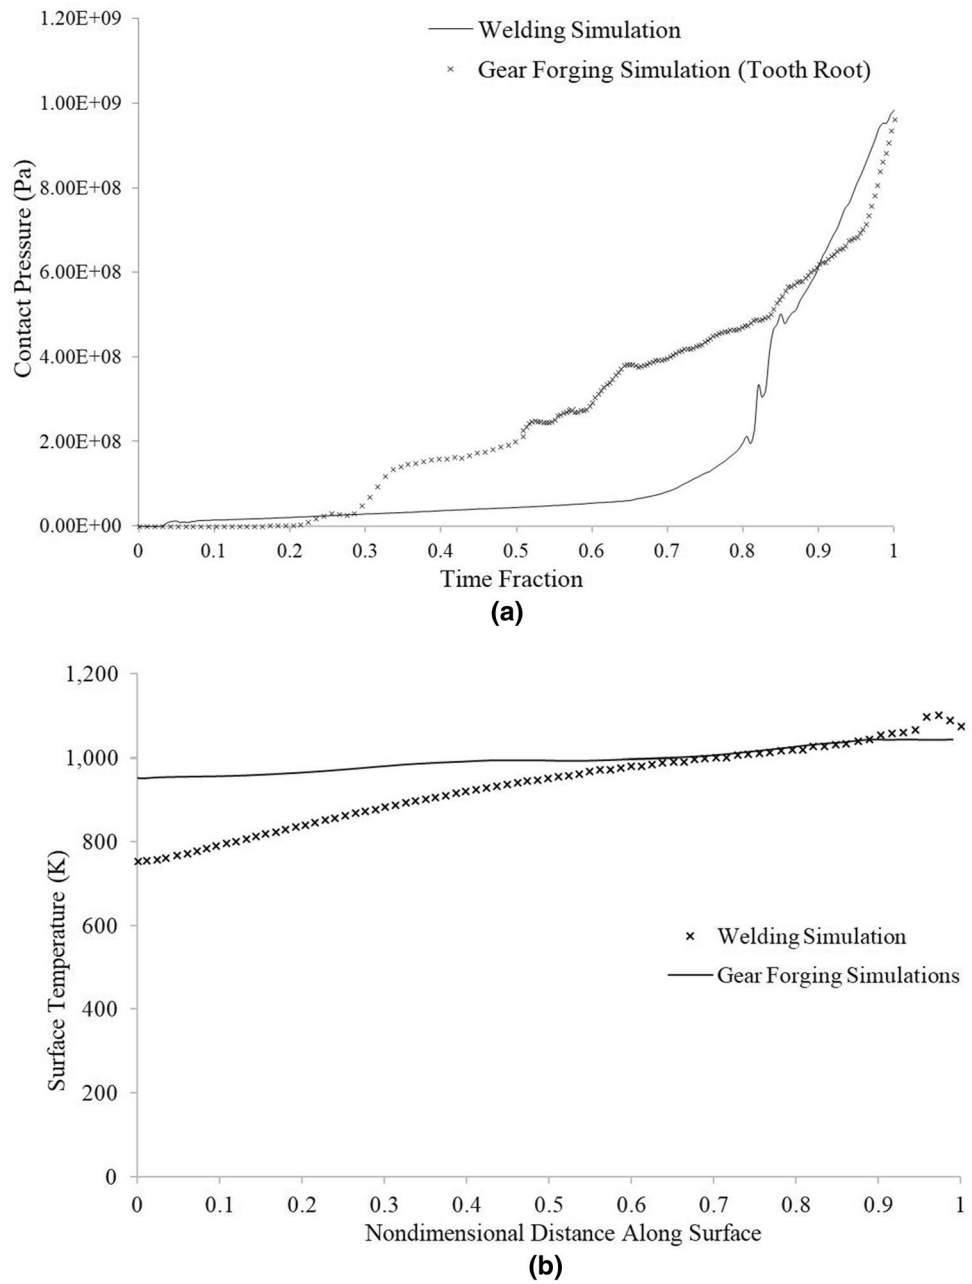 1.20E+09
Welding Simulation
Gear Forging Simulation (Tooth Root)
1.00E+09
8.00E+08
6.00E+08
4.00E+08
2.00E+08
0.00E+00
Contact Pressure (Pa)
0 0.1 0.2 0.3 0.4 0.5 0.6 0.7 0.8 0.9 1
Time Fraction
(a)
1,200
1,000
800
600
400
200
0
Surface Temperature (K)
Welding Simulation
Gear Forging Simulations
0 0.1 0.2 0.3 0.4 0.5 0.6 0.7 0.8 0.9 1
Nondimensional Distance Along Surface
(b)